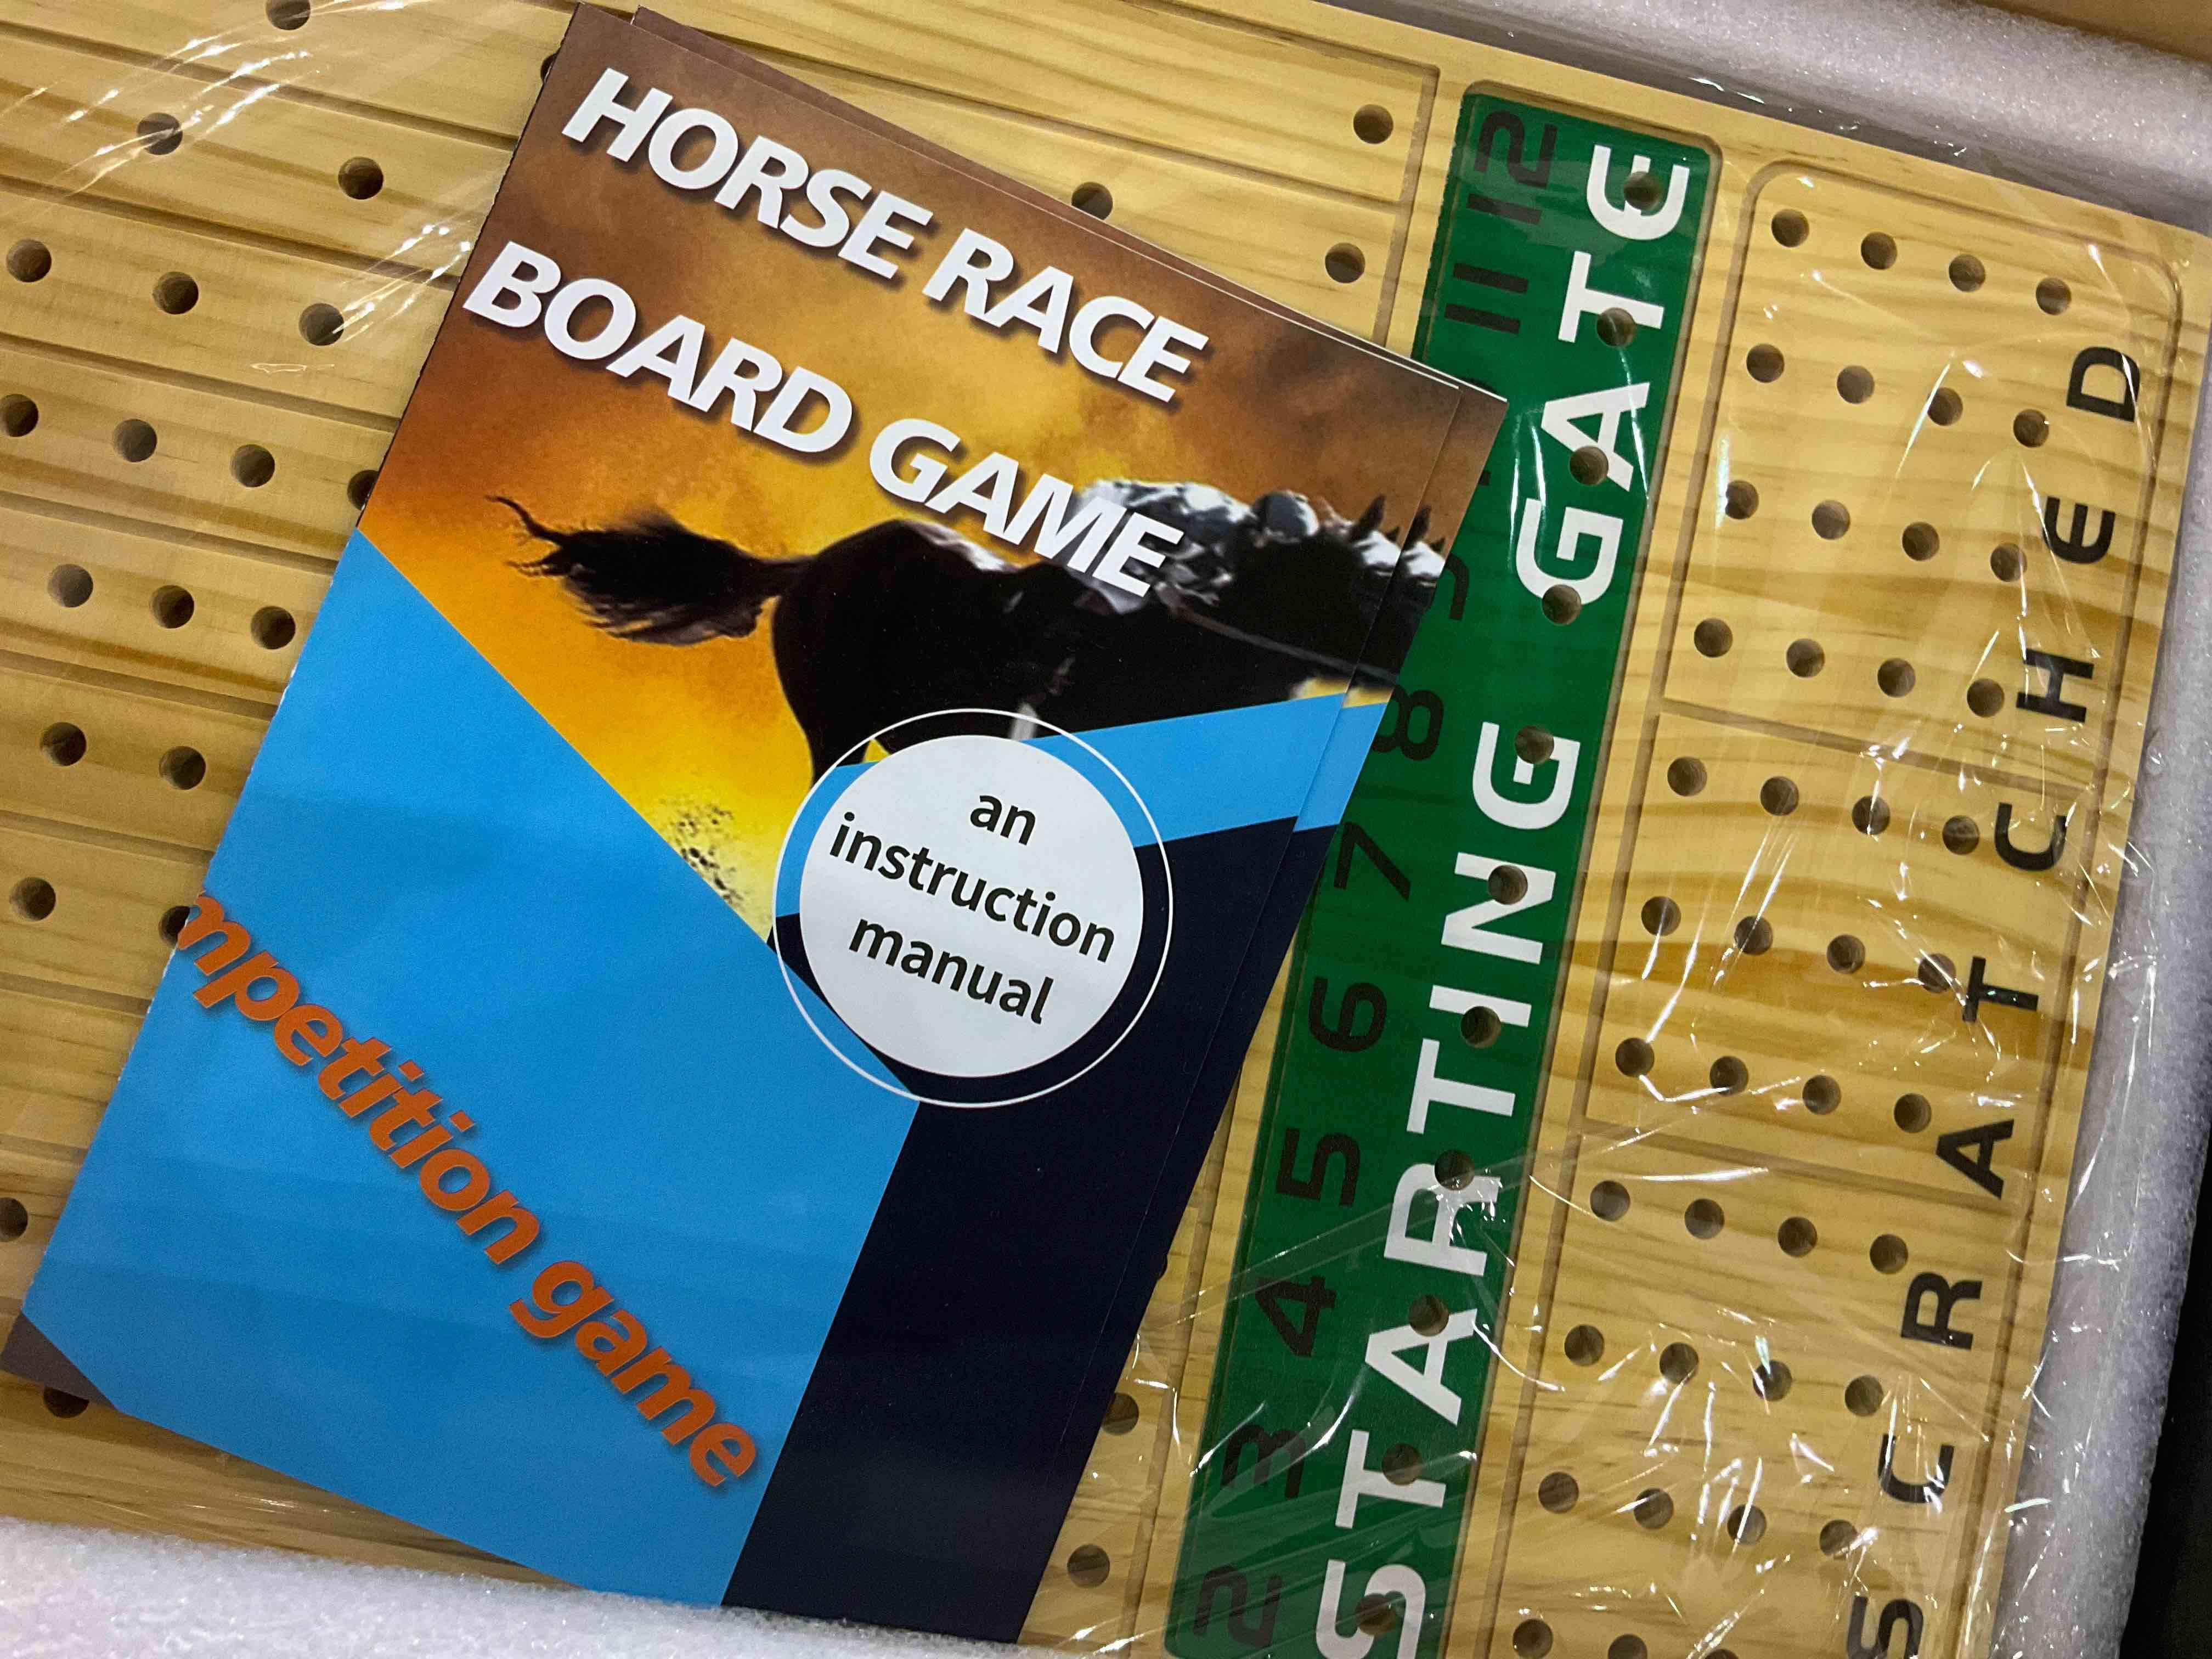 HORSE RACE
BOARD GAME
an
instruction
manual
mpetition game
STARTING GATE
2 3 4 5 6 7 8 9 11 12
SCRATCHED